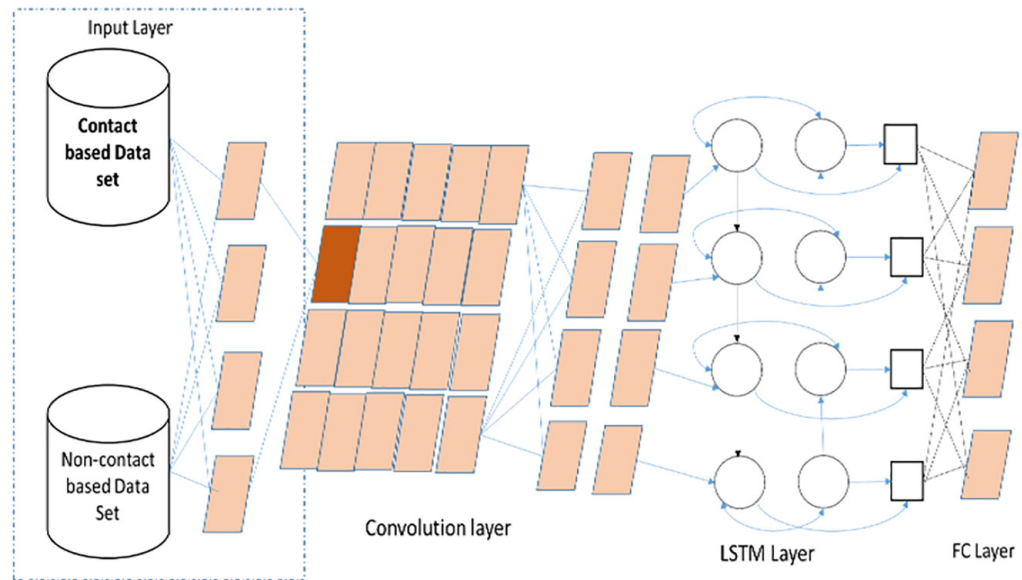 Input Layer
Contact
based Data
set
Non-contact
based Data
Set
Convolution layer
LSTM Layer
FC Layer